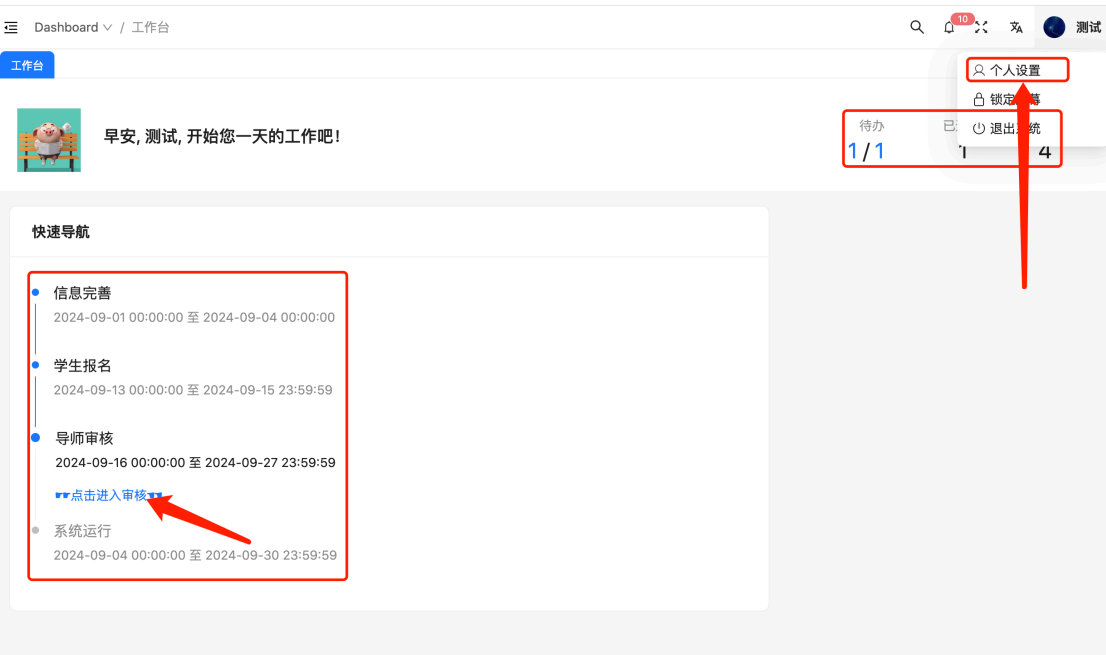 Dashboard / 工作台
10
测试
工作台
个人设置
锁定
退出
早安, 测试, 开始您一天的工作吧!
待办
1 / 1
1
4
快速导航
信息完善
2024-09-01 00:00:00 至 2024-09-04 00:00:00
学生报名
2024-09-13 00:00:00 至 2024-09-15 23:59:59
导师审核
2024-09-16 00:00:00 至 2024-09-27 23:59:59
点击进入审核
系统运行
2024-09-04 00:00:00 至 2024-09-30 23:59:59